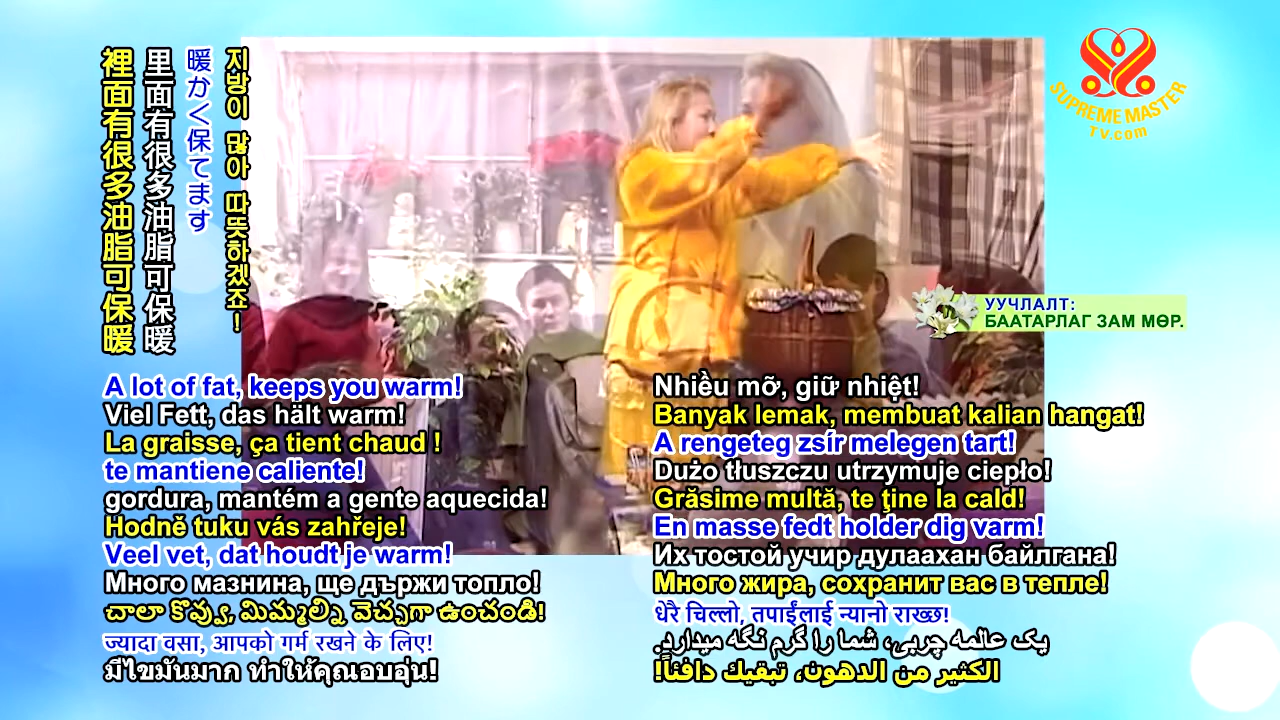 裡面有很多油脂可保暖
里面有很多油脂可保暖
暖かく保てます
지방이 많아 따뜻하겠죠!
SUPREME MASTER
TV.com
УУЧЛАЛТ:
БААТАРЛАГ ЗАМ МӨР.
A lot of fat, keeps you warm!
Viel Fett, das hält warm!
La graisse, ça tient chaud !
te mantiene caliente!
gordura, mantém a gente aquecida!
Hodně tuku vás zahřeje!
Veel vet, dat houdt je warm!
Много мазнина, ще държи топло!
చాలా కొవ్వు, మిమ్మల్ని వెచ్చగా ఉంచండి!
ज्यादा वसा, आपको गर्म रखने के लिए!
มีไขมันมาก ทำให้คุณอบอุ่น!
Nhiều mỡ, giữ nhiệt!
Banyak lemak, membuat kalian hangat!
A rengeteg zsír melegen tart!
Dużo tłuszczu utrzymuje ciepło!
Grăsime multă, te ţine la cald!
En masse fedt holder dig varm!
Их тостой учир дулаахан байлгана!
Много жира, сохранит вас в тепле!
धेरै चिल्लो, तपाईंलाई न्यानो राख्छ!
یک عالمه چربی، شما را گرم نگه میدارید.
الكثير من الدهون، تبقيك دافئاً!